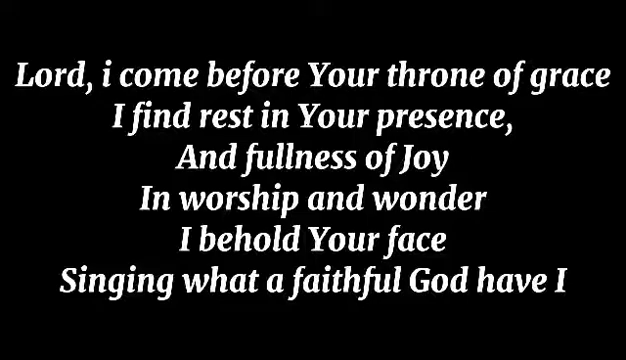 Lord, i come before Your throne of grace
I find rest in Your presence,
And fullness of Joy
In worship and wonder
I behold Your face
Singing what a faithful God have I